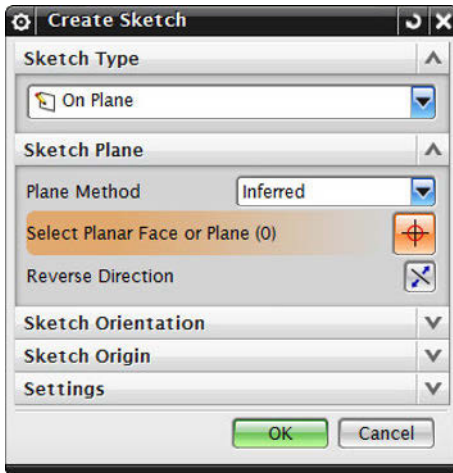 Create Sketch
Sketch Type
On Plane
Sketch Plane
Plane Method Inferred
Select Planar Face or Plane (0)
Reverse Direction
Sketch Orientation
Sketch Origin
Settings
OK Cancel